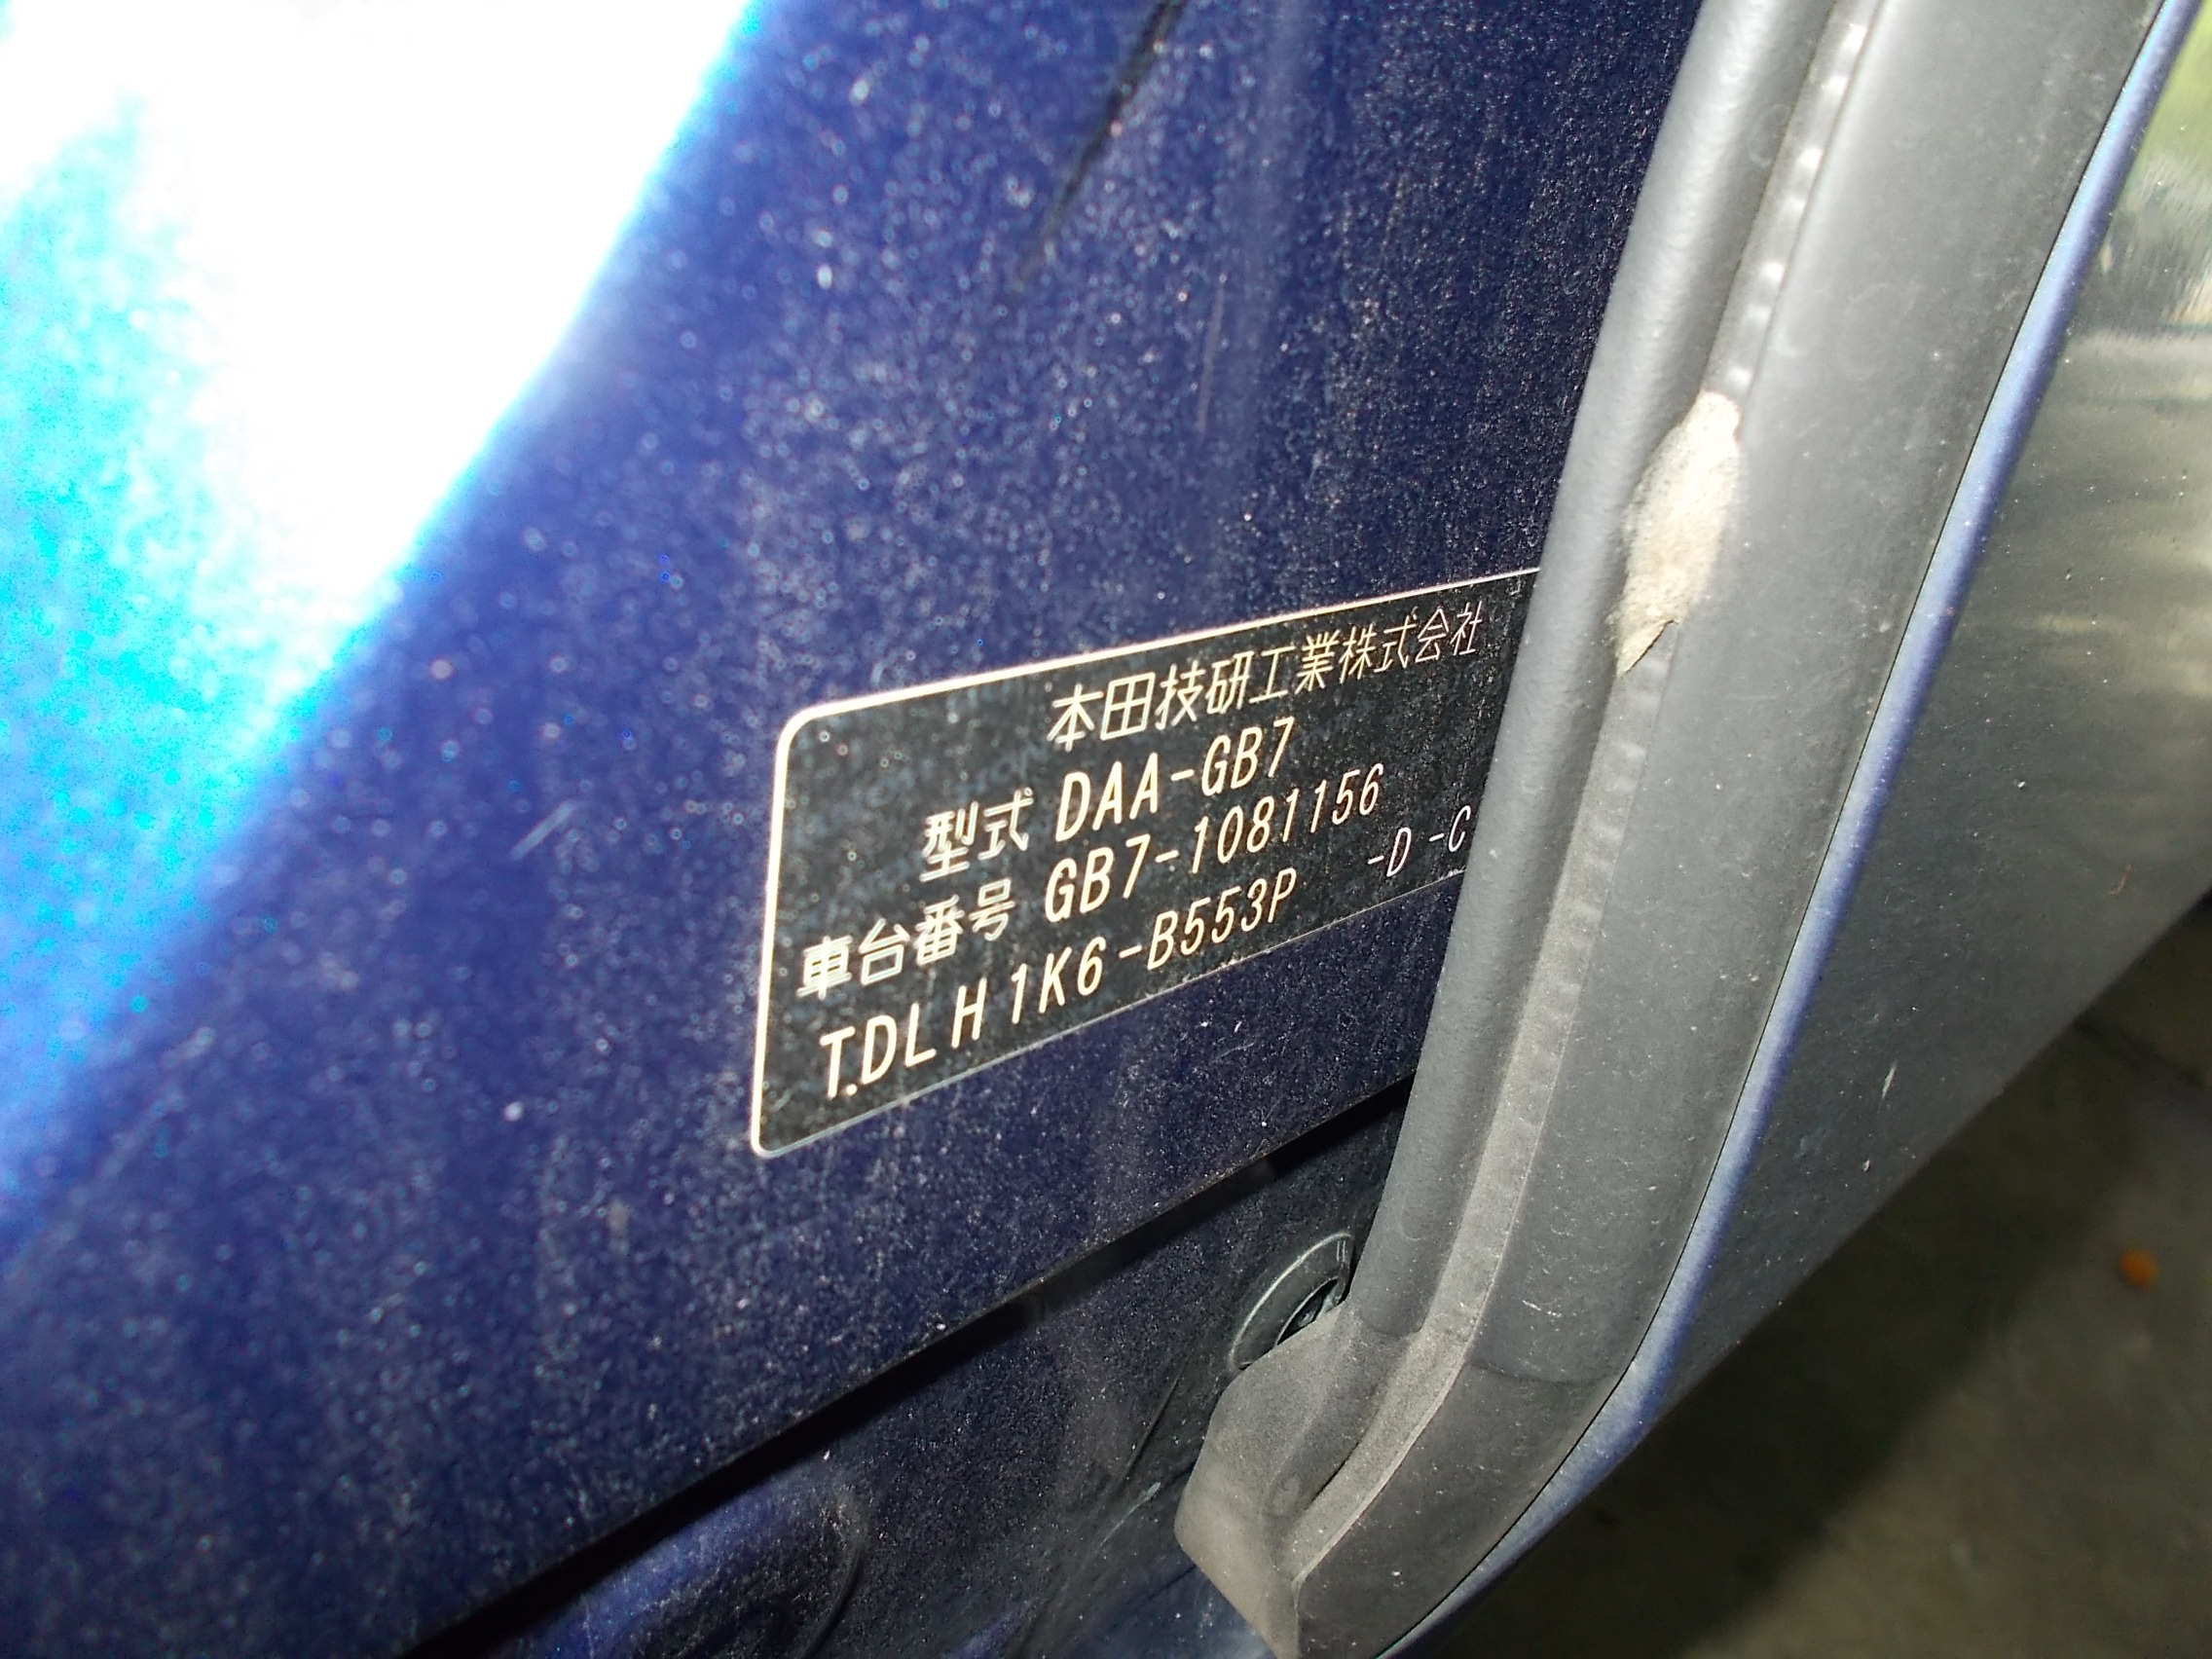 本田技研工業株式会社
型式 DAA-GB7
車台番号 GB7-1081156
T.DL H 1K6-B553P -D -C